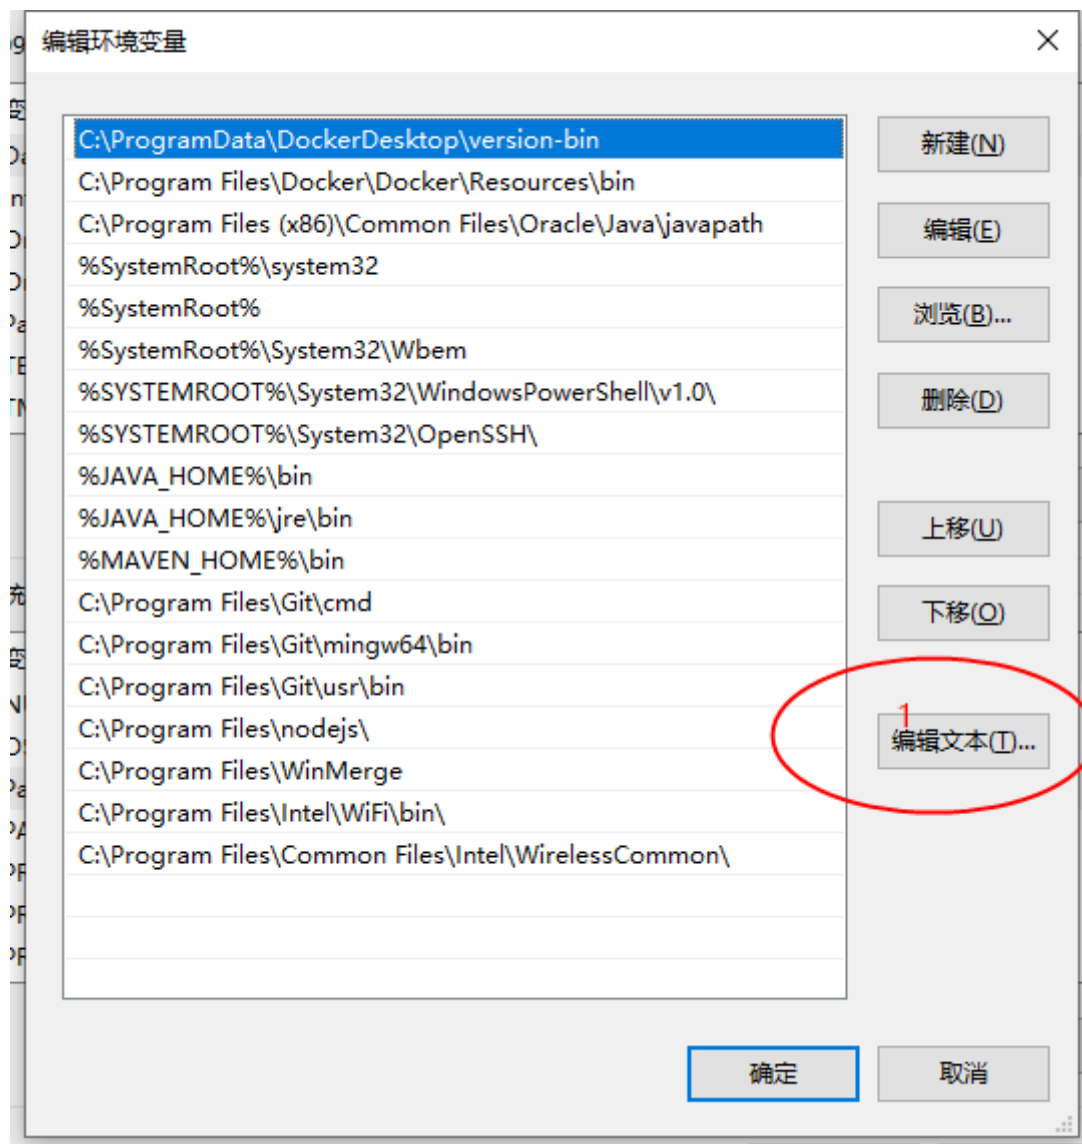 编辑环境变量
C:\ProgramData\DockerDesktop\version-bin
C:\Program Files\Docker\Docker\Resources\bin
C:\Program Files (x86)\Common Files\Oracle\Java\javapath
%SystemRoot%\system32
%SystemRoot%
%SystemRoot%\System32\Wbem
%SYSTEMROOT%\System32\WindowsPowerShell\v1.0\
%SYSTEMROOT%\System32\OpenSSH\
%JAVA_HOME%\bin
%JAVA_HOME%\jre\bin
%MAVEN_HOME%\bin
C:\Program Files\Git\cmd
C:\Program Files\Git\mingw64\bin
C:\Program Files\Git\usr\bin
C:\Program Files\nodejs\
C:\Program Files\WinMerge
C:\Program Files\Intel\WiFi\bin\
C:\Program Files\Common Files\Intel\WirelessCommon\
新建(N)
编辑(E)
浏览(B)...
删除(D)
上移(U)
下移(O)
1
编辑文本(T)...
确定
取消